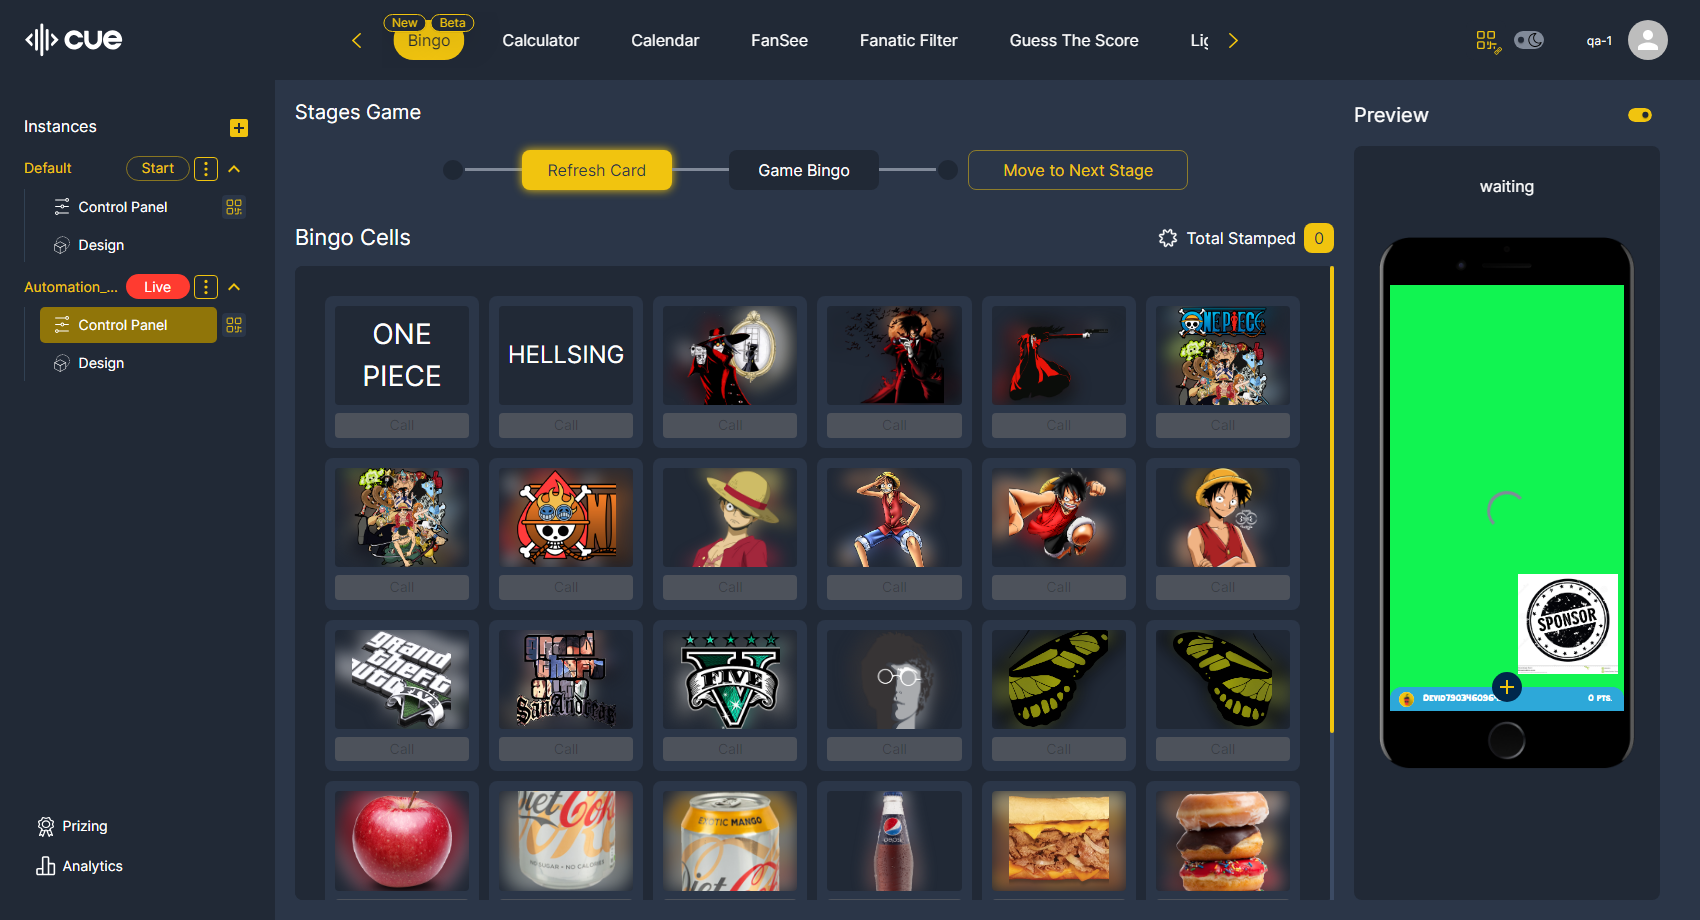 cue
New
Beta
Bingo
Calculator
Calendar
FanSee
Fanatic Filter
Guess The Score
qa-1
Instances
Default
Start
Control Panel
Design
Automation_...
Live
Control Panel
Design
Prizing
Analytics
Stages Game
Refresh Card
Game Bingo
Move to Next Stage
Bingo Cells
Total Stamped
0
ONE
PIECE
HELLSING
ONE PIECE
Call
Call
Call
Call
Call
Call
Call
Call
Call
Call
Call
Call
grand
theft
auto
FIVE
grand
theft
auto
San Andreas
V
FIVE
Call
Call
Call
Call
Call
Call
Diet Coke
NO SUGAR • NO CALORIES
EXOTIC MANGO
Diet Coke
pepsi
Preview
waiting
SPONSOR
0 PTS.